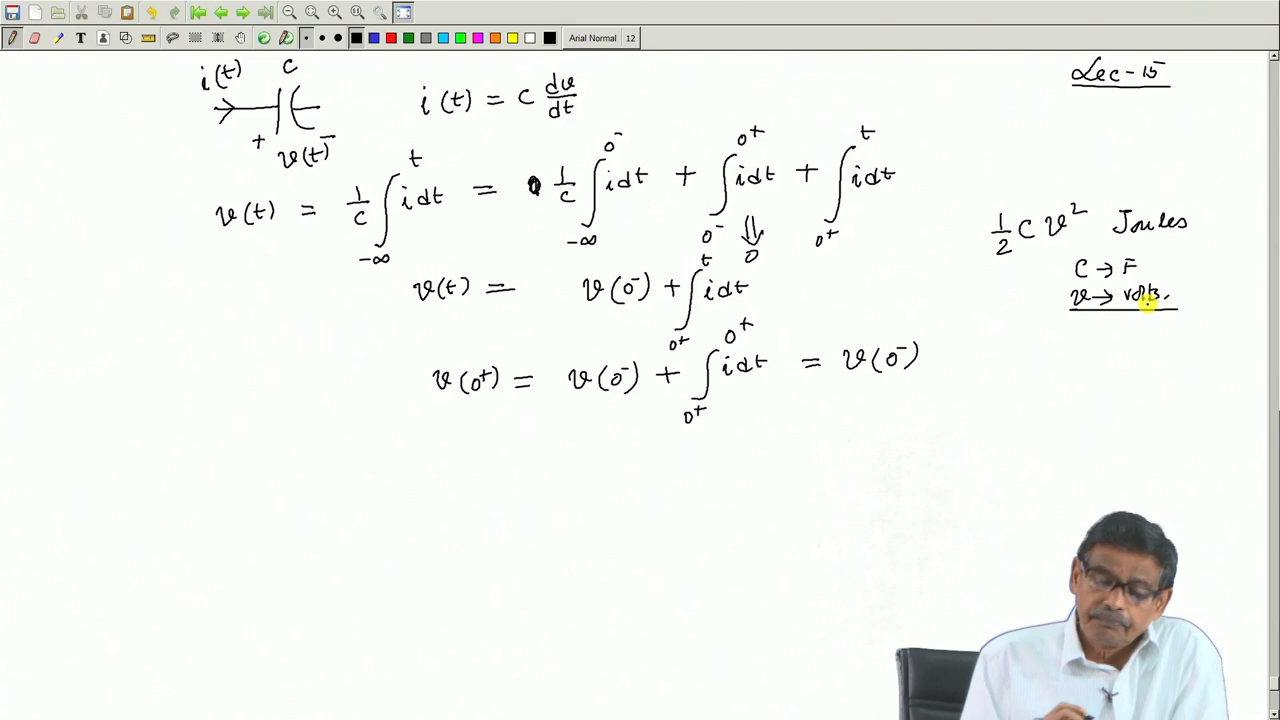 Arial Normal 12
Lec-15
i(t) C
+ v(t) -
i(t) = C dv/dt
v(t) = 1/C ∫_{-∞}^{t} i dt = 1/C ∫_{-∞}^{0⁻} i dt + ∫_{0⁻}^{0⁺} i dt + ∫_{0⁺}^{t} i dt
⇓
0
1/2 C v² Joules
C → F
v → volts.
v(t) = v(0⁻) + ∫_{0⁺}^{t} i dt
v(0⁺) = v(0⁻) + ∫_{0⁺}^{0⁺} i dt = v(0⁻)